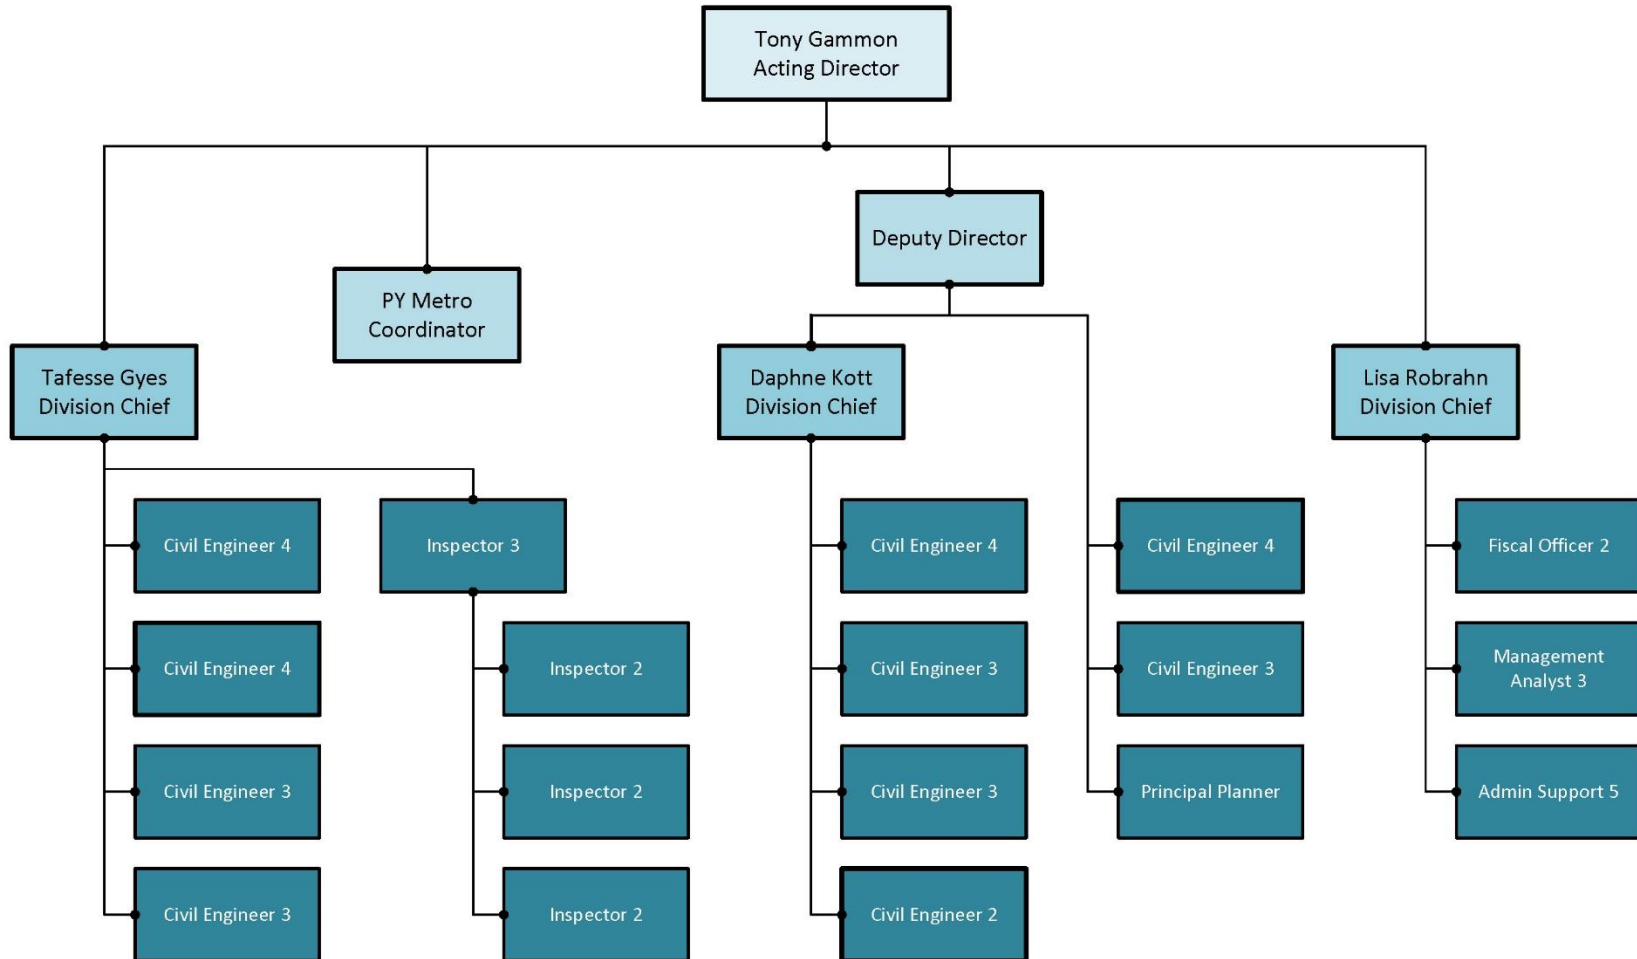 Tony Gammon
Acting Director
Deputy Director
PY Metro
Coordinator
Tafesse Gyes
Division Chief
Daphne Kott
Division Chief
Lisa Robrahn
Division Chief
Civil Engineer 4
Inspector 3
Civil Engineer 4
Civil Engineer 4
Fiscal Officer 2
Civil Engineer 4
Inspector 2
Civil Engineer 3
Civil Engineer 3
Management
Analyst 3
Civil Engineer 3
Inspector 2
Civil Engineer 3
Principal Planner
Admin Support 5
Civil Engineer 3
Inspector 2
Civil Engineer 2